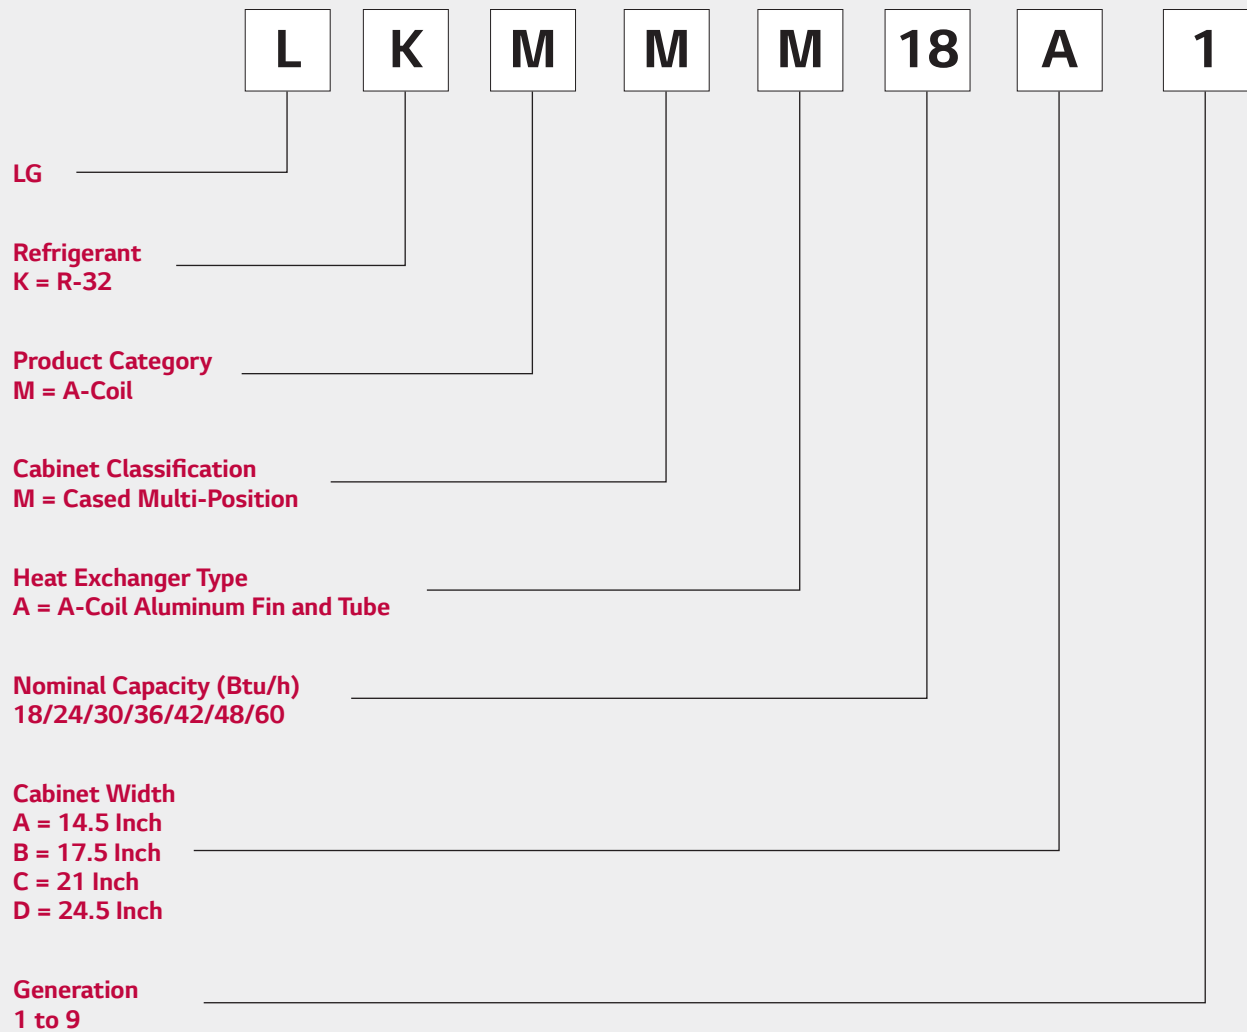 L K M M M 18 A 1
LG
Refrigerant
K = R-32
Product Category
M = A-Coil
Cabinet Classification
M = Cased Multi-Position
Heat Exchanger Type
A = A-Coil Aluminum Fin and Tube
Nominal Capacity (Btu/h)
18/24/30/36/42/48/60
Cabinet Width
A = 14.5 Inch
B = 17.5 Inch
C = 21 Inch
D = 24.5 Inch
Generation
1 to 9